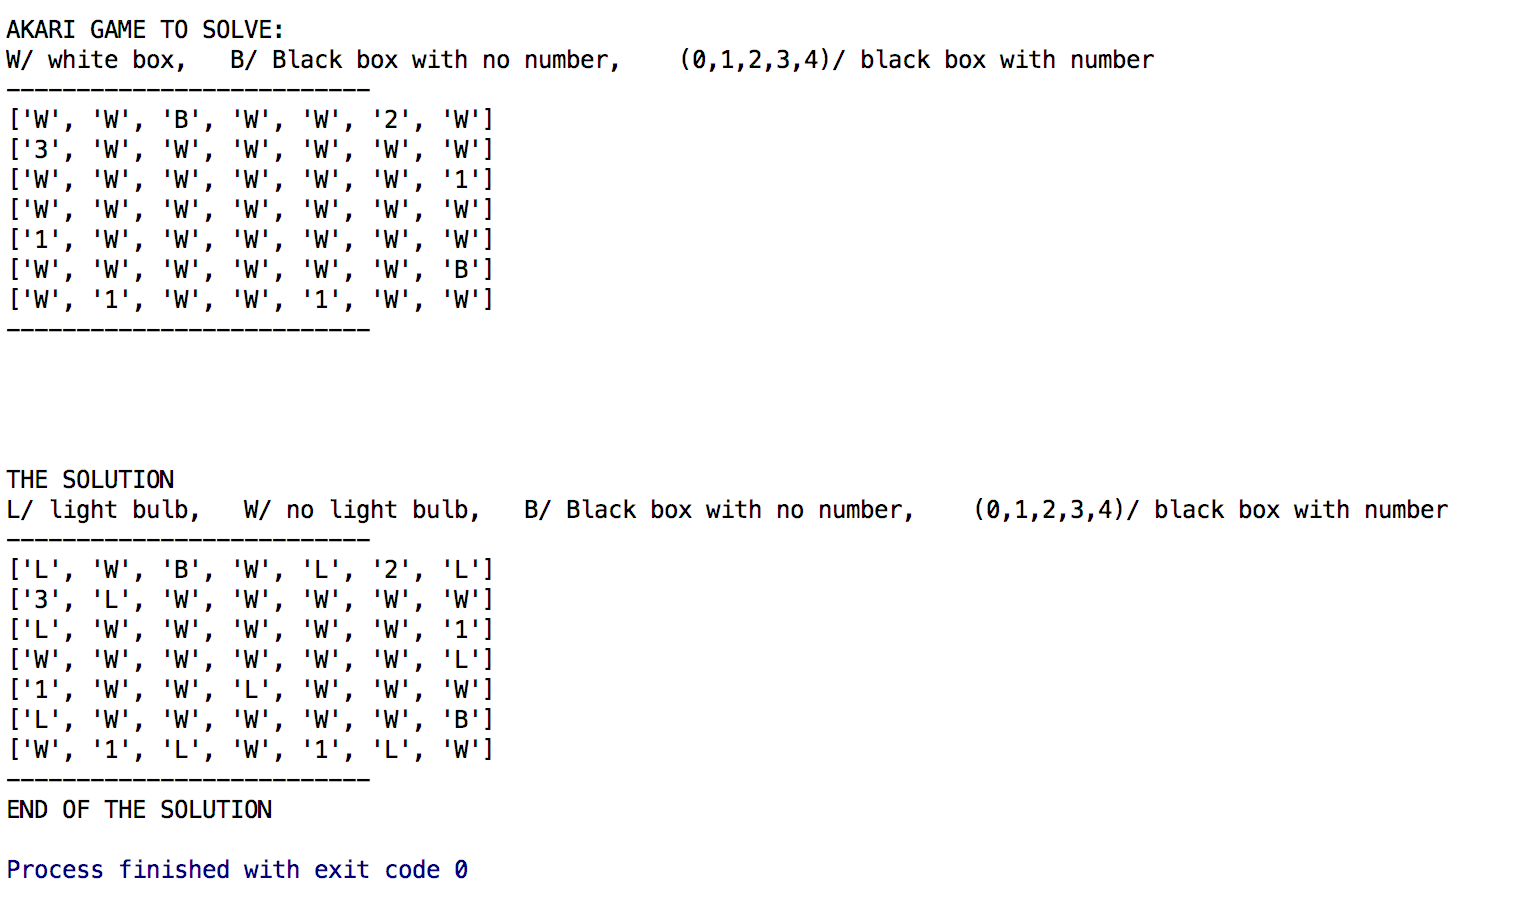 AKARI GAME TO SOLVE:
W/ white box,   B/ Black box with no number,    (0,1,2,3,4)/ black box with number
--------------------------
['W', 'W', 'B', 'W', 'W', '2', 'W']
['3', 'W', 'W', 'W', 'W', 'W', 'W']
['W', 'W', 'W', 'W', 'W', 'W', '1']
['W', 'W', 'W', 'W', 'W', 'W', 'W']
['1', 'W', 'W', 'W', 'W', 'W', 'W']
['W', 'W', 'W', 'W', 'W', 'W', 'B']
['W', '1', 'W', 'W', '1', 'W', 'W']
--------------------------
THE SOLUTION
L/ light bulb,   W/ no light bulb,   B/ Black box with no number,    (0,1,2,3,4)/ black box with number
--------------------------
['L', 'W', 'B', 'W', 'L', '2', 'L']
['3', 'L', 'W', 'W', 'W', 'W', 'W']
['L', 'W', 'W', 'W', 'W', 'W', '1']
['W', 'W', 'W', 'W', 'W', 'W', 'L']
['1', 'W', 'W', 'L', 'W', 'W', 'W']
['L', 'W', 'W', 'W', 'W', 'W', 'B']
['W', '1', 'L', 'W', '1', 'L', 'W']
--------------------------
END OF THE SOLUTION
Process finished with exit code 0